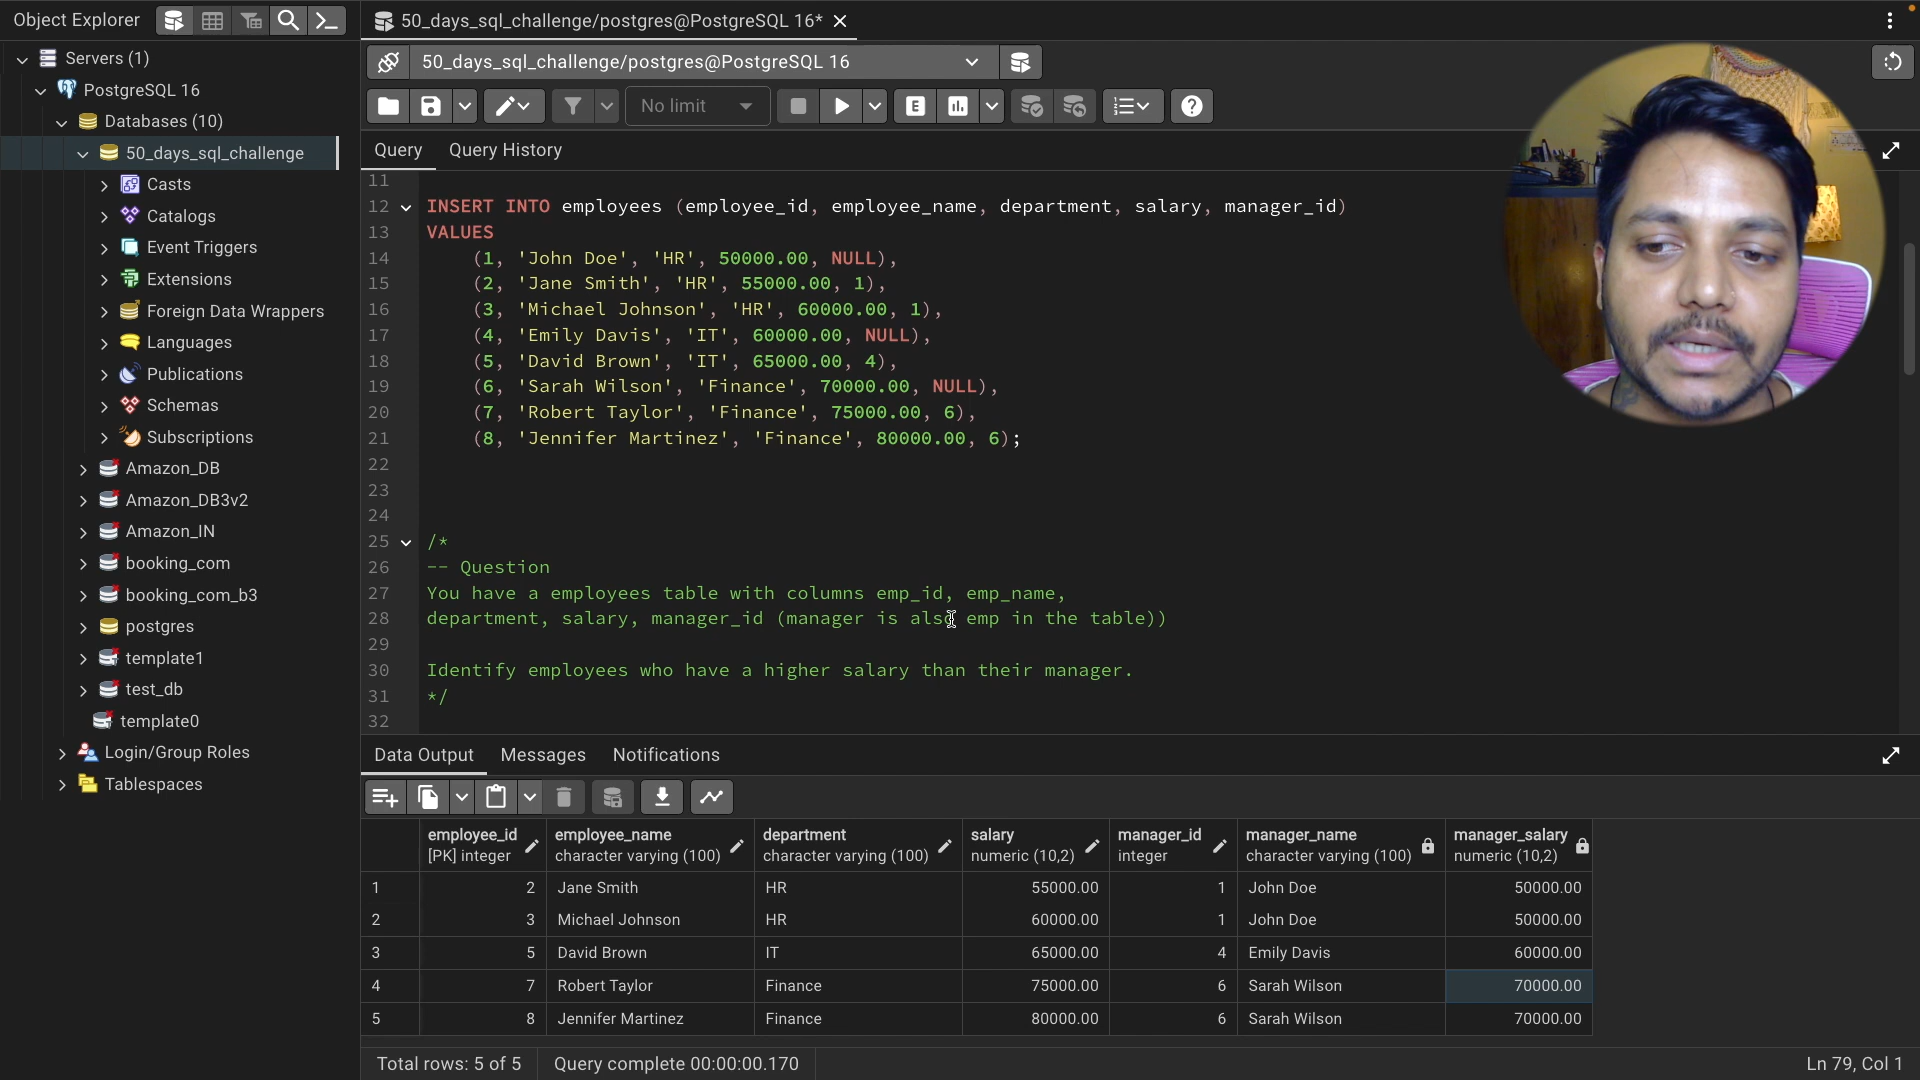 Object Explorer
50_days_sql_challenge/postgres@PostgreSQL 16*
Servers (1)
PostgreSQL 16
Databases (10)
50_days_sql_challenge
Casts
Catalogs
Event Triggers
Extensions
Foreign Data Wrappers
Languages
Publications
Schemas
Subscriptions
Amazon_DB
Amazon_DB3v2
Amazon_IN
booking_com
booking_com_b3
postgres
template1
test_db
template0
Login/Group Roles
Tablespaces
50_days_sql_challenge/postgres@PostgreSQL 16
No limit
E
Query Query History
11
12 INSERT INTO employees (employee_id, employee_name, department, salary, manager_id)
13 VALUES
14 (1, 'John Doe', 'HR', 50000.00, NULL),
15 (2, 'Jane Smith', 'HR', 55000.00, 1),
16 (3, 'Michael Johnson', 'HR', 60000.00, 1),
17 (4, 'Emily Davis', 'IT', 60000.00, NULL),
18 (5, 'David Brown', 'IT', 65000.00, 4),
19 (6, 'Sarah Wilson', 'Finance', 70000.00, NULL),
20 (7, 'Robert Taylor', 'Finance', 75000.00, 6),
21 (8, 'Jennifer Martinez', 'Finance', 80000.00, 6);
22
23
24
25 /*
26 -- Question
27 You have a employees table with columns emp_id, emp_name,
28 department, salary, manager_id (manager is also emp in the table))
29
30 Identify employees who have a higher salary than their manager.
31 */
32
Data Output Messages Notifications
employee_id employee_name department salary manager_id manager_name manager_salary
[PK] integer character varying (100) character varying (100) numeric (10,2) integer character varying (100) numeric (10,2)
1 2 Jane Smith HR 55000.00 1 John Doe 50000.00
2 3 Michael Johnson HR 60000.00 1 John Doe 50000.00
3 5 David Brown IT 65000.00 4 Emily Davis 60000.00
4 7 Robert Taylor Finance 75000.00 6 Sarah Wilson 70000.00
5 8 Jennifer Martinez Finance 80000.00 6 Sarah Wilson 70000.00
Total rows: 5 of 5 Query complete 00:00:00.170 Ln 79, Col 1